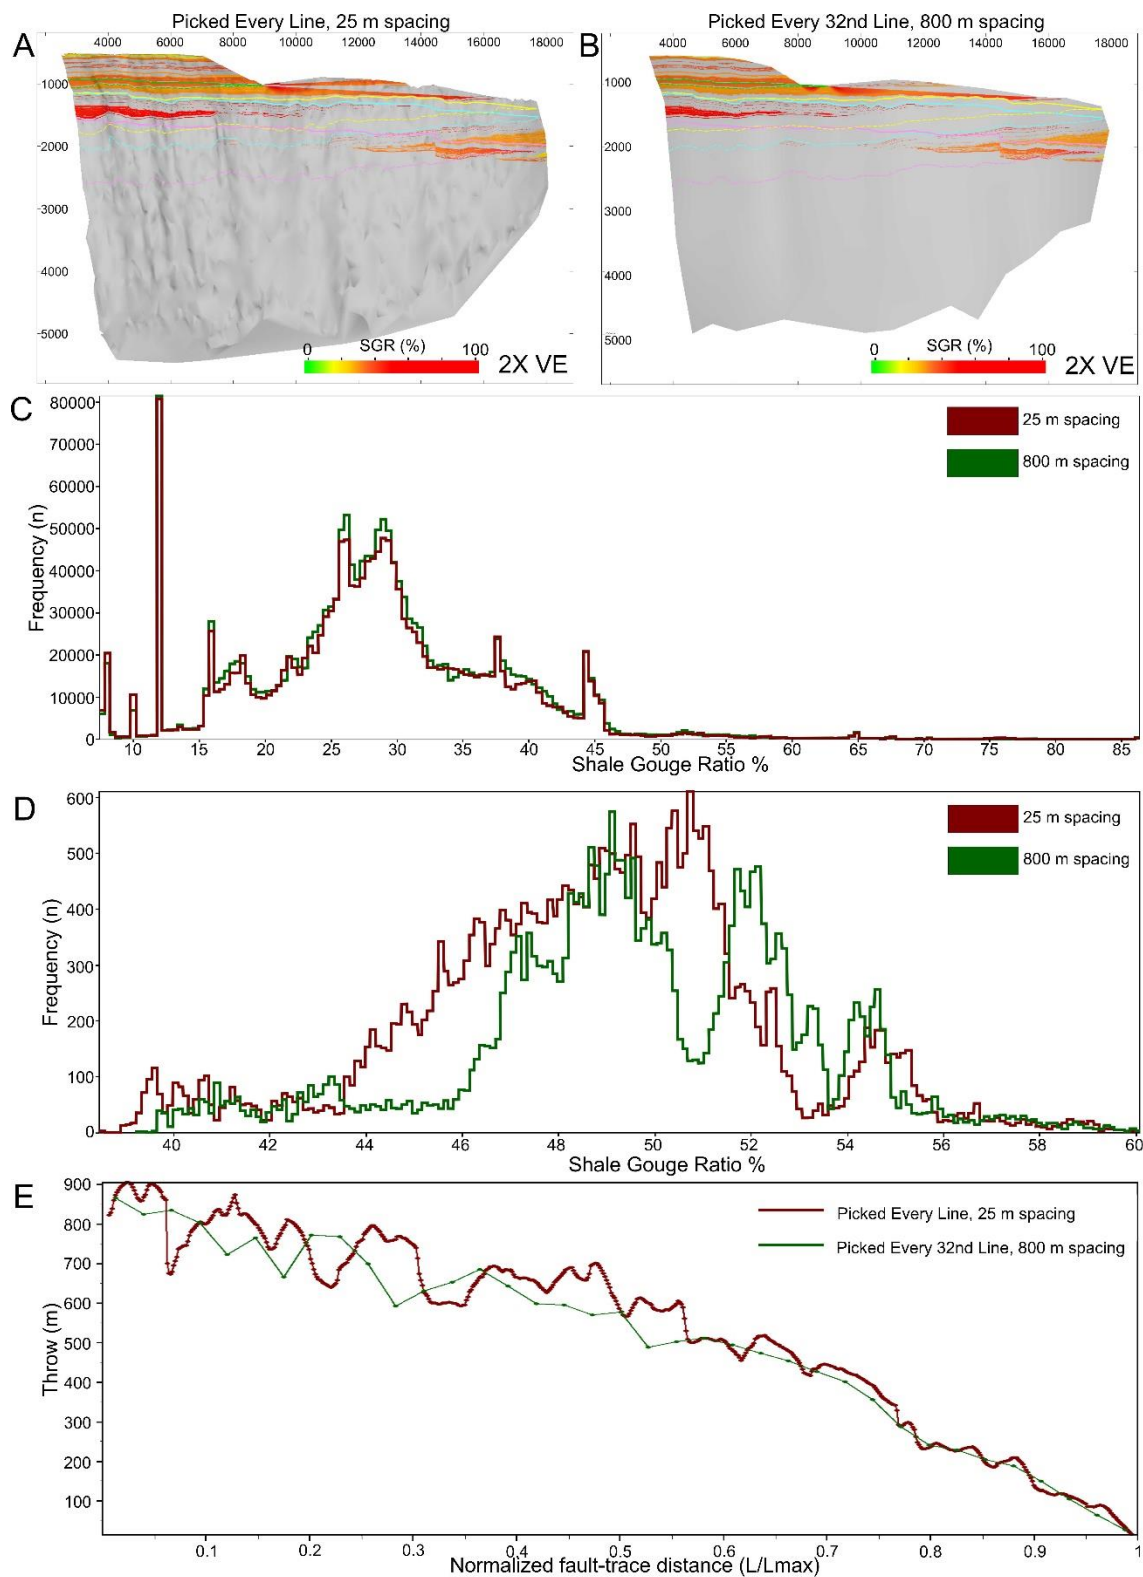 Picked Every Line, 25 m spacing
Picked Every 32nd Line, 800 m spacing
A
4000 6000 8000 10000 12000 14000 16000 18000
1000
2000
3000
4000
5000
SGR (%)
0 100
2X VE
B
4000 6000 8000 10000 12000 14000 16000 18000
1000
2000
3000
4000
5000
SGR (%)
0 100
2X VE
C
80000
70000
60000
50000
40000
30000
20000
10000
0
Frequency (n)
25 m spacing
800 m spacing
10 15 20 25 30 35 40 45 50 55 60 65 70 75 80 85
Shale Gouge Ratio %
D
600
500
400
300
200
100
0
Frequency (n)
25 m spacing
800 m spacing
40 42 44 46 48 50 52 54 56 58 60
Shale Gouge Ratio %
E
900
800
700
600
500
400
300
200
100
Throw (m)
Picked Every Line, 25 m spacing
Picked Every 32nd Line, 800 m spacing
0.1 0.2 0.3 0.4 0.5 0.6 0.7 0.8 0.9 1
Normalized fault-trace distance (L/Lmax)